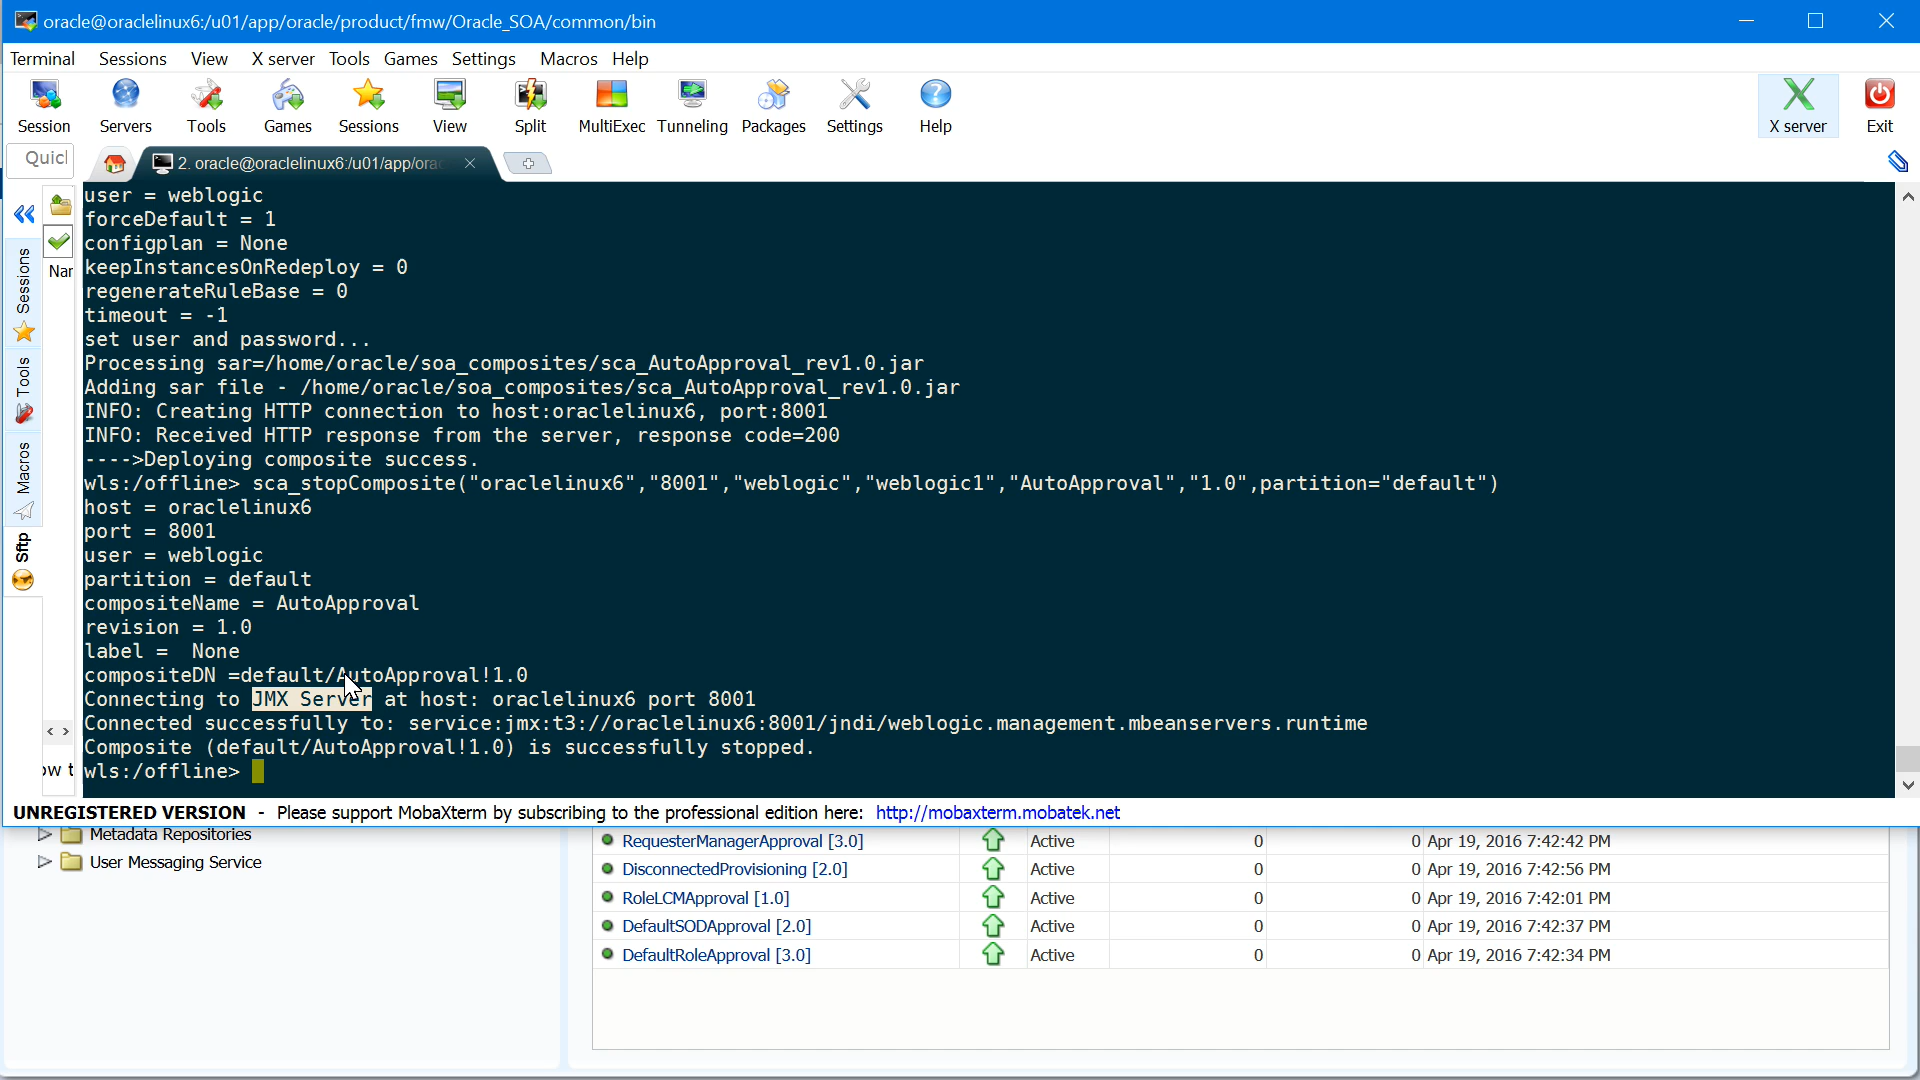 oracle@oraclelinux6:/u01/app/oracle/product/fmw/Oracle_SOA/common/bin
Terminal Sessions View X server Tools Games Settings Macros Help
Session Servers Tools Games Sessions View Split MultiExec Tunneling Packages Settings Help X server Exit
Quicl
2. oracle@oraclelinux6:/u01/app/orac
Sessions
Tools
Macros
Sftp
Nar
ow t
user = weblogic
forceDefault = 1
configplan = None
keepInstancesOnRedeploy = 0
regenerateRuleBase = 0
timeout = -1
set user and password...
Processing sar=/home/oracle/soa_composites/sca_AutoApproval_rev1.0.jar
Adding sar file - /home/oracle/soa_composites/sca_AutoApproval_rev1.0.jar
INFO: Creating HTTP connection to host:oraclelinux6, port:8001
INFO: Received HTTP response from the server, response code=200
---->Deploying composite success.
wls:/offline> sca_stopComposite("oraclelinux6","8001","weblogic","weblogic1","AutoApproval","1.0",partition="default")
host = oraclelinux6
port = 8001
user = weblogic
partition = default
compositeName = AutoApproval
revision = 1.0
label =  None
compositeDN =default/AutoApproval!1.0
Connecting to JMX Server at host: oraclelinux6 port 8001
Connected successfully to: service:jmx:t3://oraclelinux6:8001/jndi/weblogic.management.mbeanservers.runtime
Composite (default/AutoApproval!1.0) is successfully stopped.
wls:/offline>
UNREGISTERED VERSION - Please support MobaXterm by subscribing to the professional edition here: http://mobaxterm.mobatek.net
Metadata Repositories
User Messaging Service
RequesterManagerApproval [3.0] Active 0 0 Apr 19, 2016 7:42:42 PM
DisconnectedProvisioning [2.0] Active 0 0 Apr 19, 2016 7:42:56 PM
RoleLCMApproval [1.0] Active 0 0 Apr 19, 2016 7:42:01 PM
DefaultSODApproval [2.0] Active 0 0 Apr 19, 2016 7:42:37 PM
DefaultRoleApproval [3.0] Active 0 0 Apr 19, 2016 7:42:34 PM